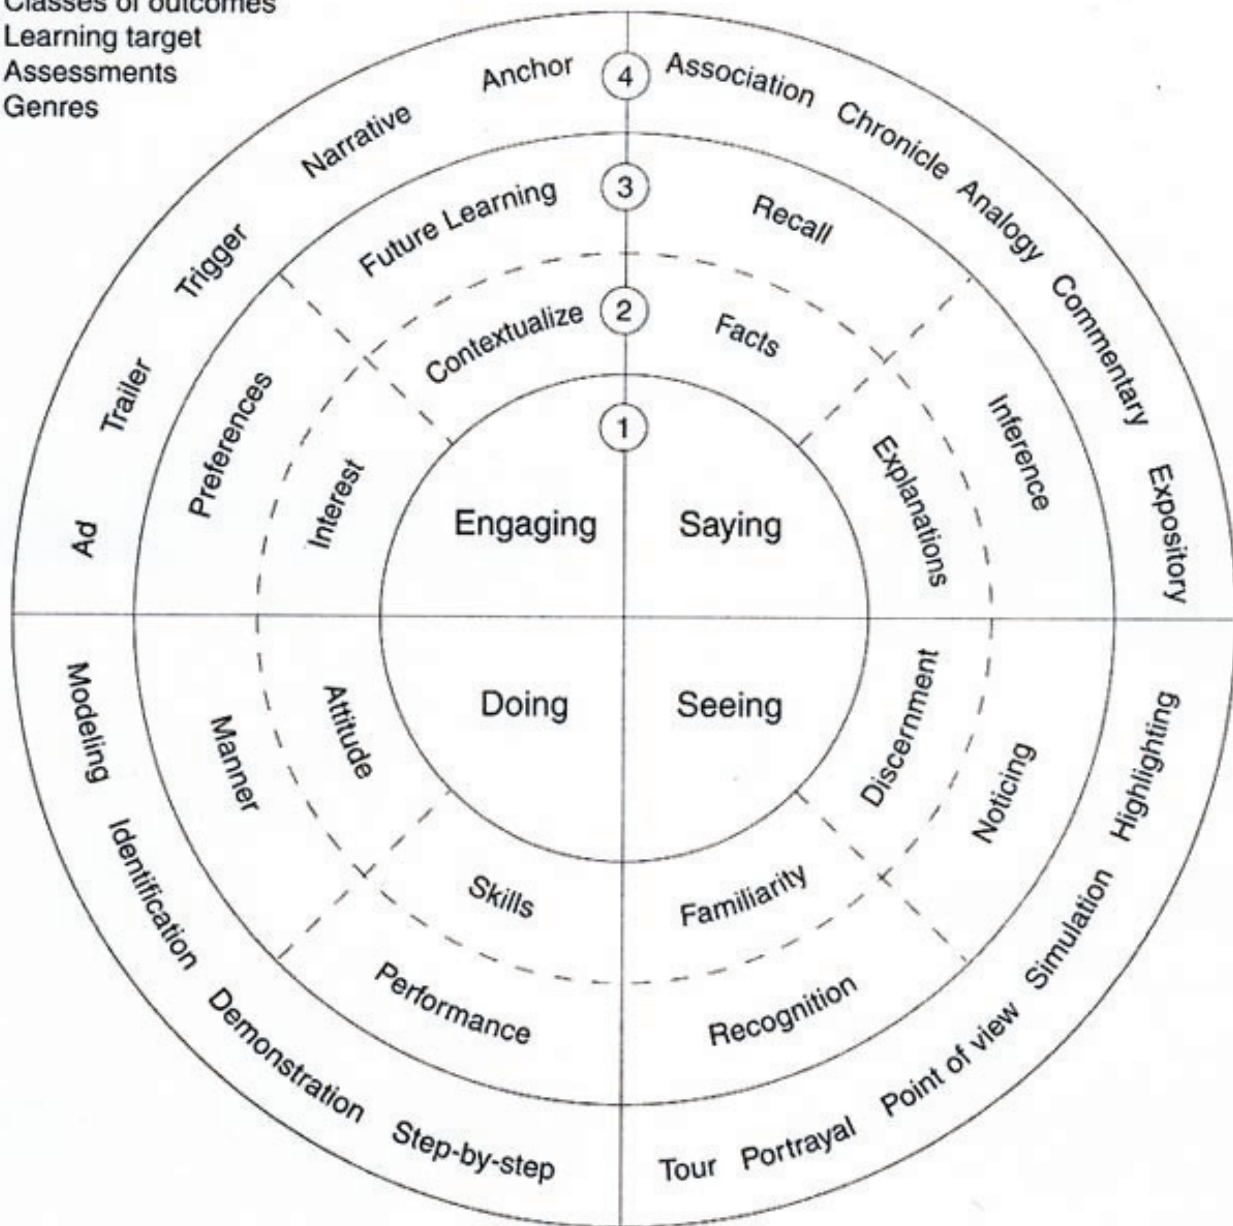 Classes of outcomes
Learning target
Assessments
Genres
4
3
2
1
Engaging
Saying
Doing
Seeing
Contextualize
Interest
Facts
Explanations
Discernment
Familiarity
Skills
Attitude
Future Learning
Preferences
Recall
Inference
Noticing
Recognition
Performance
Manner
Anchor
Narrative
Trigger
Trailer
Ad
Association
Chronicle
Analogy
Commentary
Expository
Highlighting
Simulation
Point of view
Portrayal
Tour
Step-by-step
Demonstration
Identification
Modeling